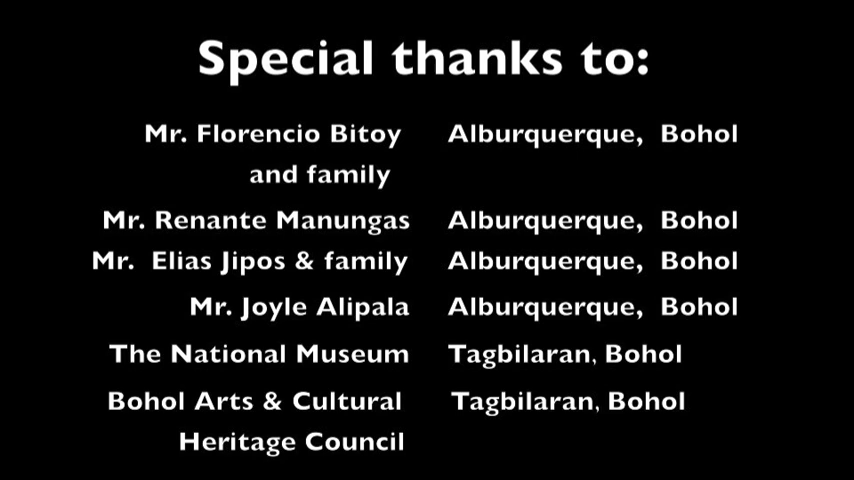 Special thanks to:
Mr. Florencio Bitoy Alburquerque, Bohol
and family
Mr. Renante Manungas Alburquerque, Bohol
Mr. Elias Jipos & family Alburquerque, Bohol
Mr. Joyle Alipala Alburquerque, Bohol
The National Museum Tagbilaran, Bohol
Bohol Arts & Cultural Tagbilaran, Bohol
Heritage Council